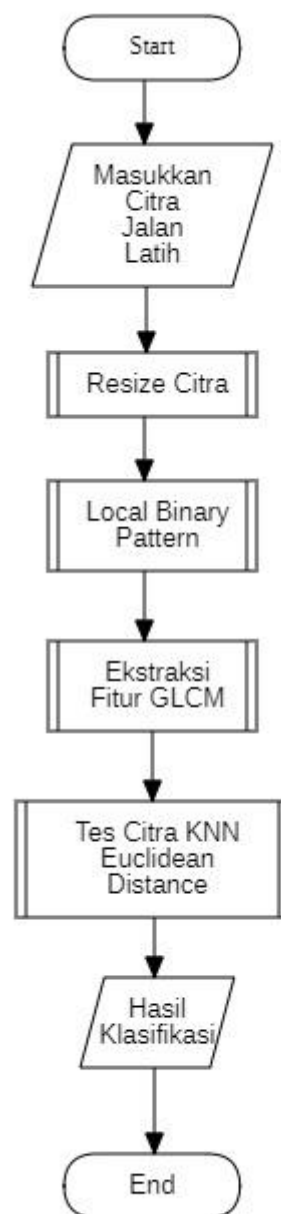 Start
Masukkan
Citra
Jalan
Latih
Resize Citra
Local Binary
Pattern
Ekstraksi
Fitur GLCM
Tes Citra KNN
Euclidean
Distance
Hasil
Klasifikasi
End